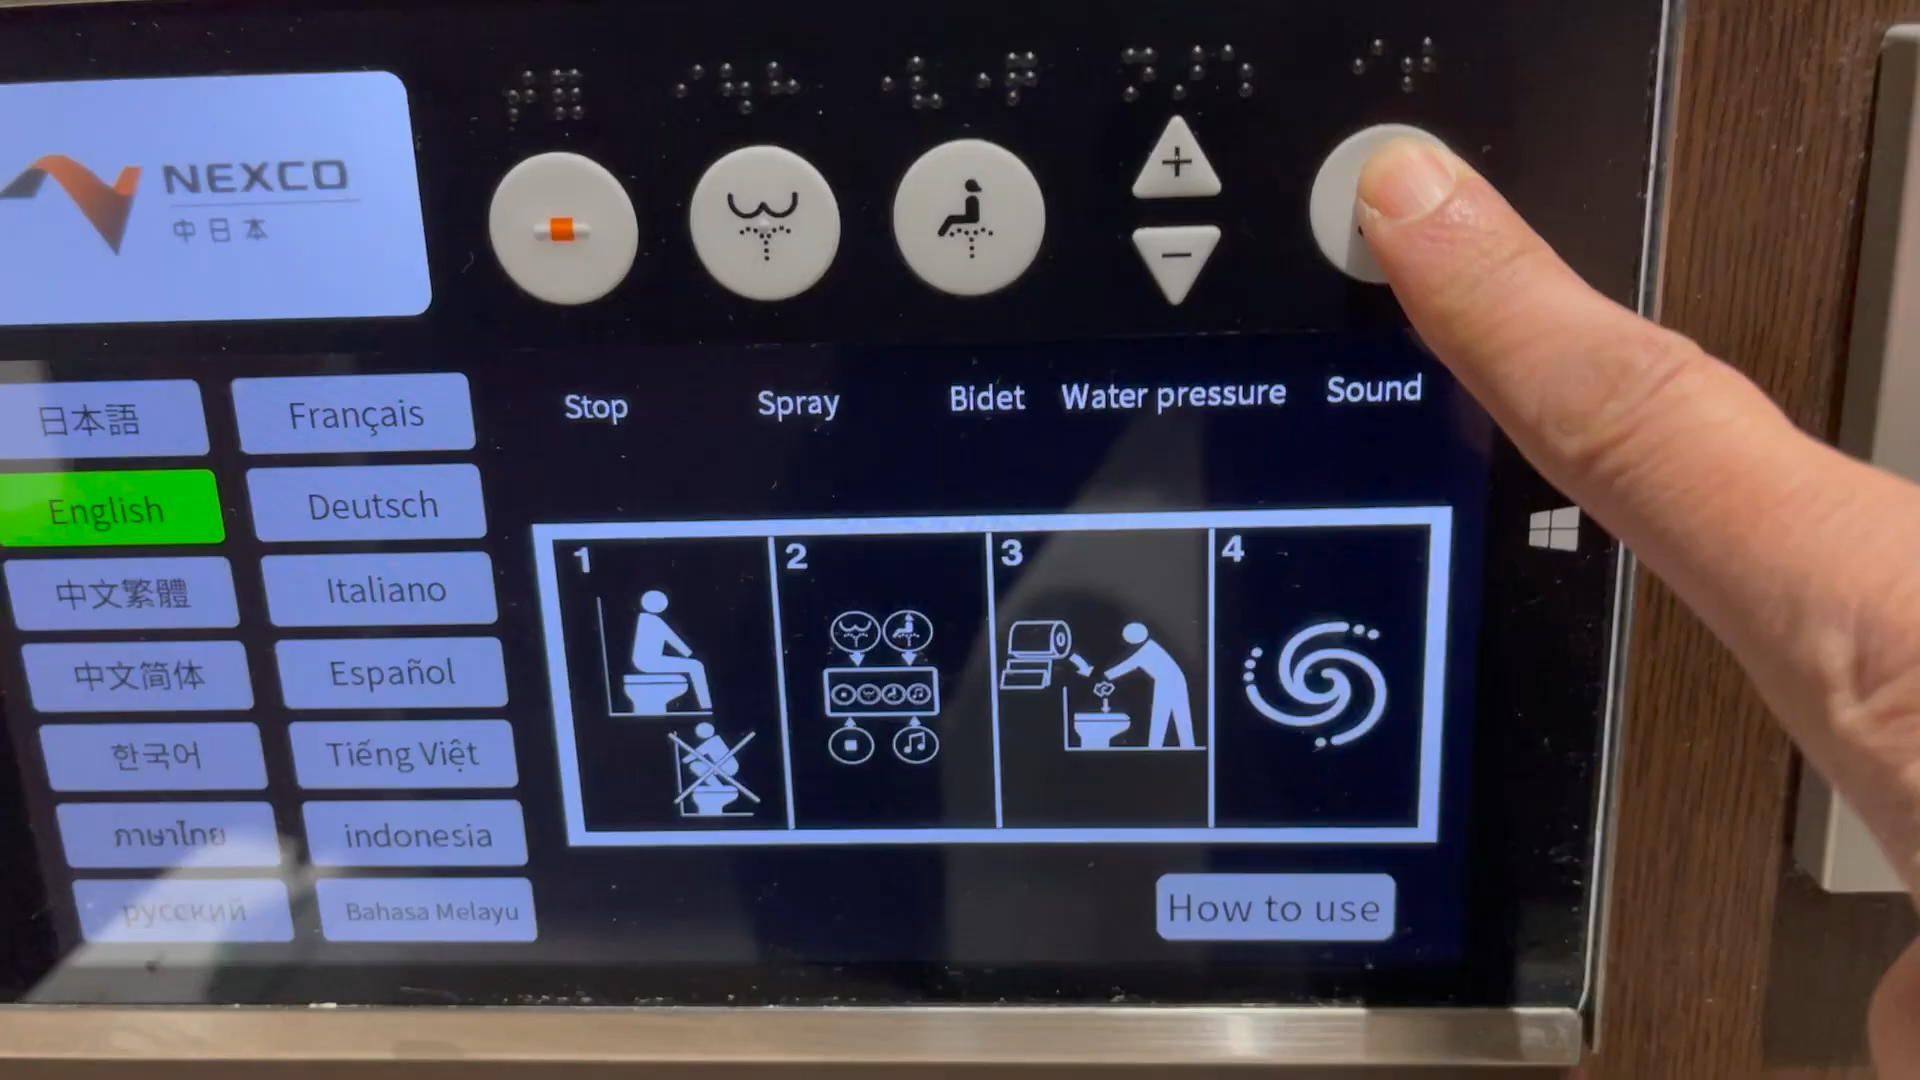 NEXCO
中日本
+
−
Stop
Spray
Bidet
Water pressure
Sound
日本語
Français
English
Deutsch
中文繁體
Italiano
中文简体
Español
한국어
Tiếng Việt
ภาษาไทย
indonesia
русский
Bahasa Melayu
1
2
3
4
How to use